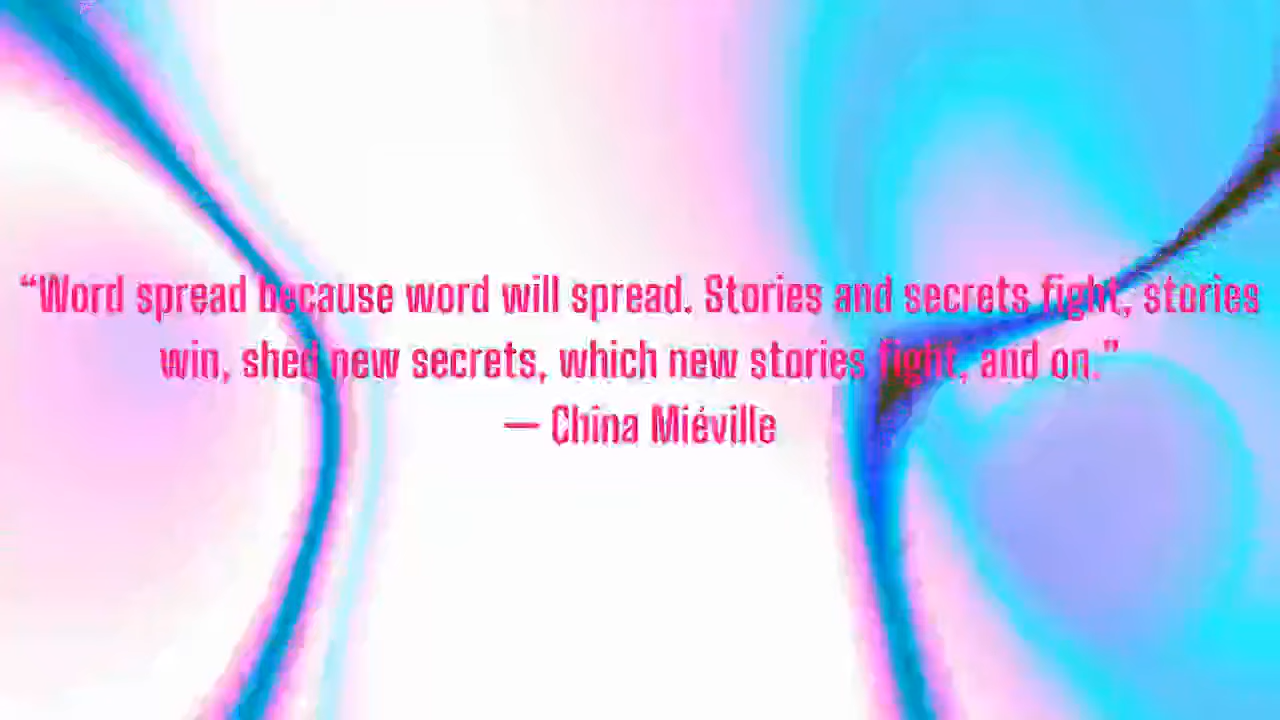 “Word spread because word will spread. Stories and secrets fight, stories
win, shed new secrets, which new stories fight, and on.”
— China Miéville